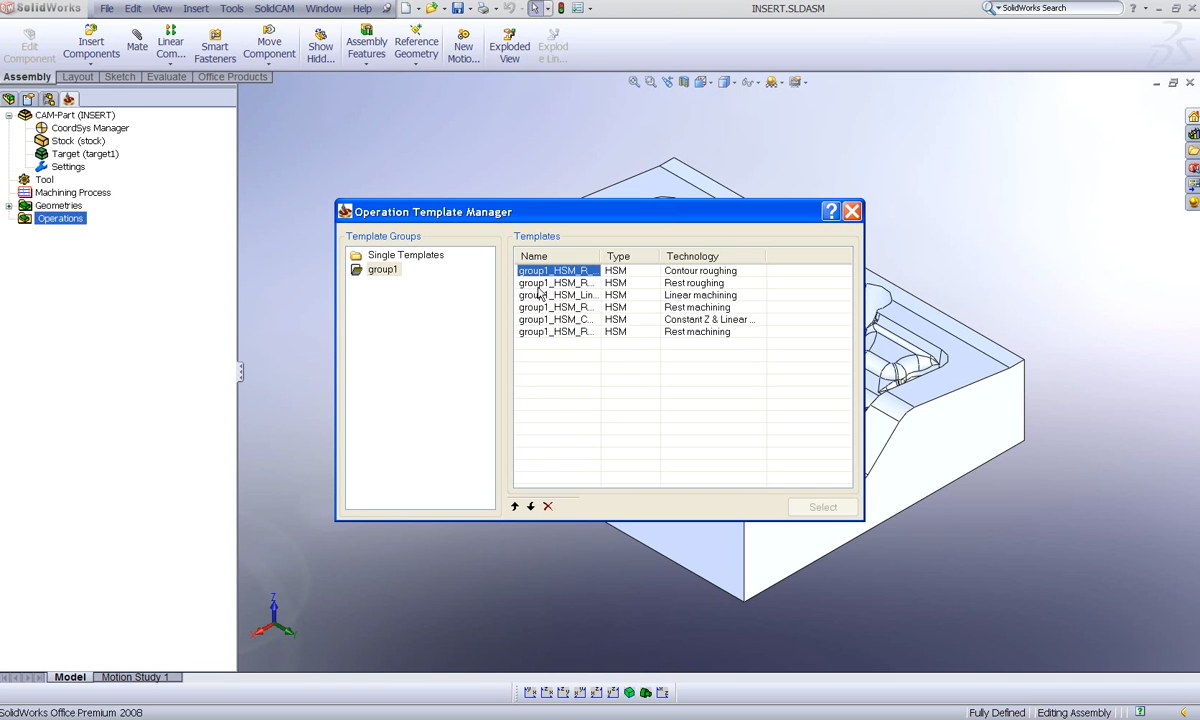 SolidWorks File Edit View Insert Tools SolidCAM Window Help INSERT.SLDASM SolidWorks Search
Edit Component
Insert Components
Mate
Linear Com...
Smart Fasteners
Move Component
Show Hidd...
Assembly Features
Reference Geometry
New Motio...
Exploded View
Explod e Lin...
Assembly Layout Sketch Evaluate Office Products
CAM-Part (INSERT)
CoordSys Manager
Stock (stock)
Target (target1)
Settings
Tool
Machining Process
Geometries
Operations
Operation Template Manager
Template Groups
Single Templates
group1
Templates
Name Type Technology
group1_HSM_R_... HSM Contour roughing
group1_HSM_R... HSM Rest roughing
group1_HSM_Lin... HSM Linear machining
group1_HSM_R... HSM Rest machining
group1_HSM_C... HSM Constant Z & Linear ...
group1_HSM_R... HSM Rest machining
Select
Z
Model Motion Study 1
SolidWorks Office Premium 2008 Fully Defined Editing Assembly